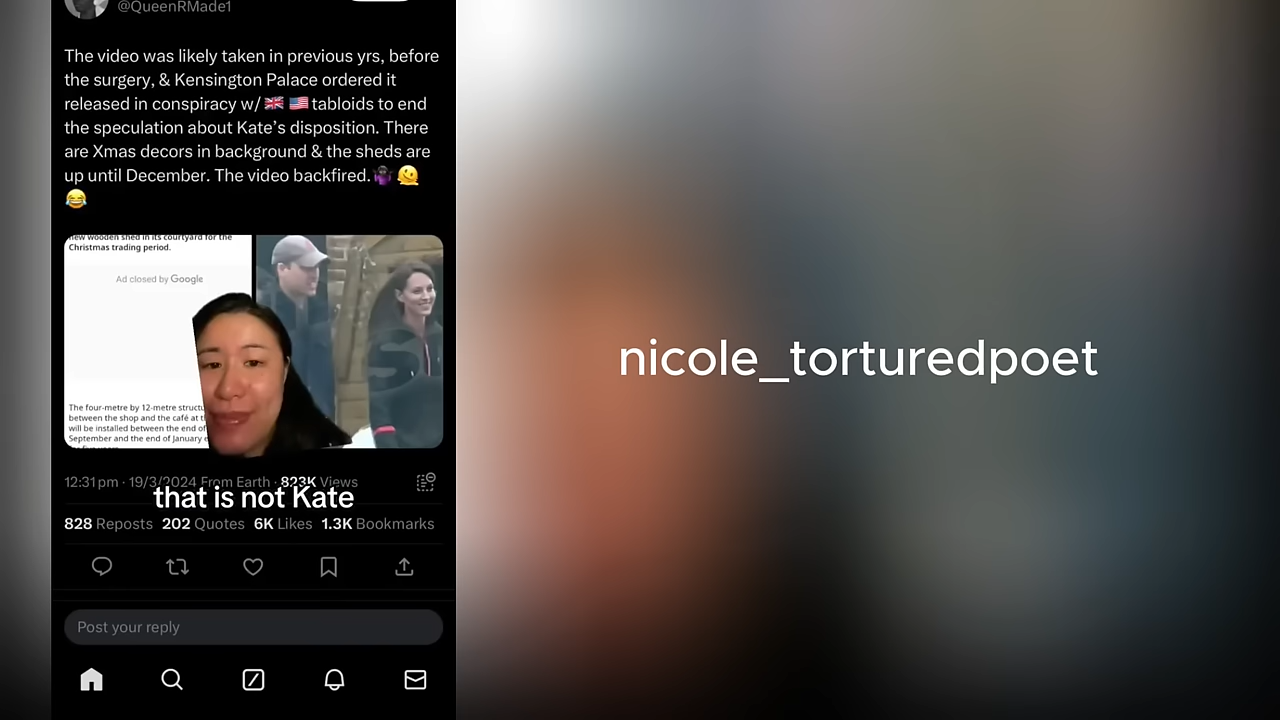 @QueenRMade1
The video was likely taken in previous yrs, before
the surgery, & Kensington Palace ordered it
released in conspiracy w/ 🇬🇧 🇺🇸 tabloids to end
the speculation about Kate's disposition. There
are Xmas decors in background & the sheds are
up until December. The video backfired.
new wooden shed in its courtyard for the
Christmas trading period.
Ad closed by Google
The four-metre by 12-metre
between the shop and the café at
will be installed between the end of
September and the end of January
12:31 pm · 19/3/2024 From Earth · 823K Views
that is not Kate
828 Reposts 202 Quotes 6K Likes 1.3K Bookmarks
Post your reply
nicole_torturedpoet